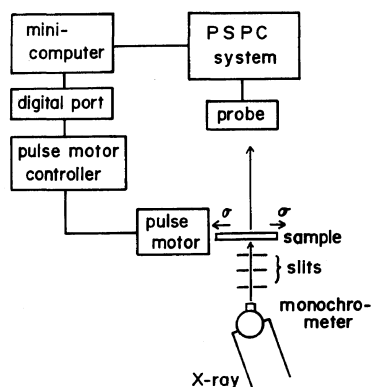 mini-
computer
PSPC
system
digital port
probe
pulse motor
controller
pulse
motor
σ
σ
sample
slits
monochro-
meter
X-ray